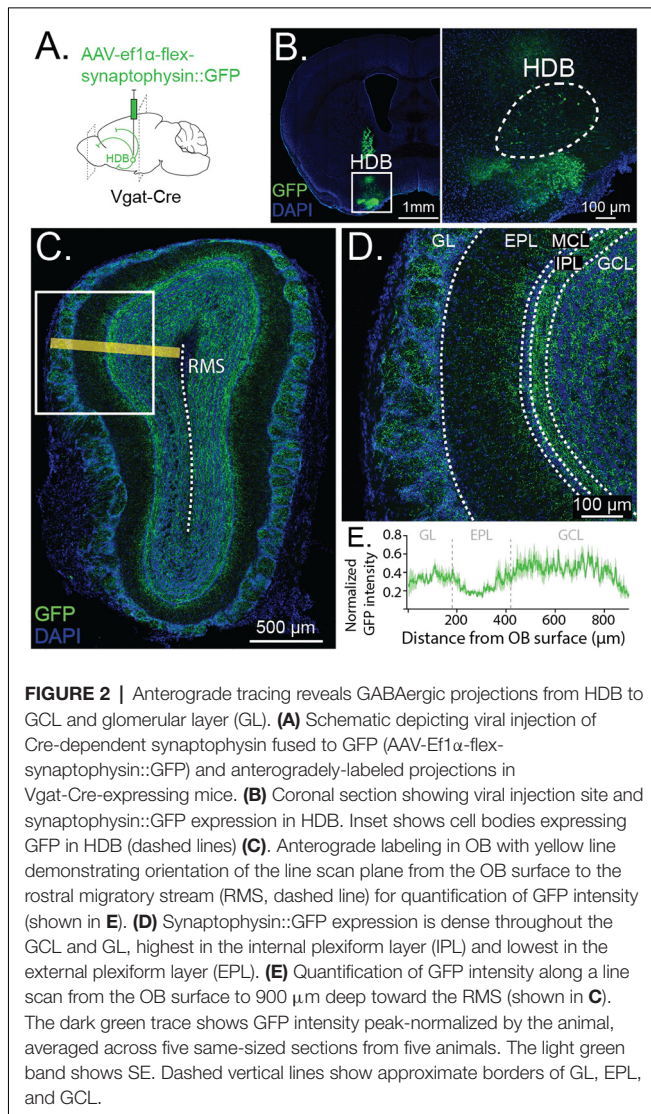 A.
AAV-ef1α-flex-
synaptophysin::GFP
HDB
Vgat-Cre
B.
HDB
GFP
DAPI
1mm
HDB
100 µm
C.
RMS
GFP
DAPI
500 µm
D.
GL
EPL
MCL
IPL
GCL
100 µm
E.
GL
EPL
GCL
Normalized
GFP intensity
0.8
0.6
0.4
0.2
0
200
400
600
800
Distance from OB surface (µm)
FIGURE 2 | Anterograde tracing reveals GABAergic projections from HDB to
GCL and glomerular layer (GL). (A) Schematic depicting viral injection of
Cre-dependent synaptophysin fused to GFP (AAV-Ef1α-flex-
synaptophysin::GFP) and anterogradely-labeled projections in
Vgat-Cre-expressing mice. (B) Coronal section showing viral injection site and
synaptophysin::GFP expression in HDB. Inset shows cell bodies expressing
GFP in HDB (dashed lines) (C). Anterograde labeling in OB with yellow line
demonstrating orientation of the line scan plane from the OB surface to the
rostral migratory stream (RMS, dashed line) for quantification of GFP intensity
(shown in E). (D) Synaptophysin::GFP expression is dense throughout the
GCL and GL, highest in the internal plexiform layer (IPL) and lowest in the
external plexiform layer (EPL). (E) Quantification of GFP intensity along a line
scan from the OB surface to 900 µm deep toward the RMS (shown in C).
The dark green trace shows GFP intensity peak-normalized by the animal,
averaged across five same-sized sections from five animals. The light green
band shows SE. Dashed vertical lines show approximate borders of GL, EPL,
and GCL.